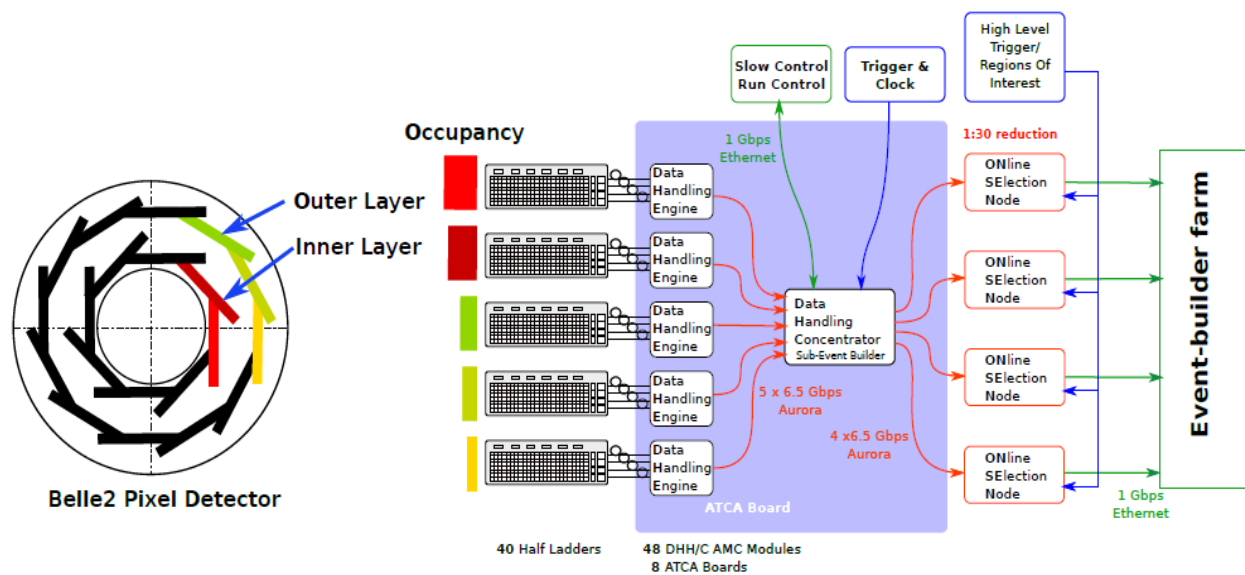 Outer Layer
Inner Layer
Belle2 Pixel Detector
Occupancy
40 Half Ladders
Slow Control
Run Control
Trigger &
Clock
High Level
Trigger/
Regions Of
Interest
1 Gbps
Ethernet
Data
Handling
Engine
Data
Handling
Engine
Data
Handling
Engine
Data
Handling
Engine
Data
Handling
Engine
Data
Handling
Concentrator
Sub-Event Builder
5 x 6.5 Gbps
Aurora
4 x6.5 Gbps
Aurora
ATCA Board
48 DHH/C AMC Modules
8 ATCA Boards
1:30 reduction
ONline
SElection
Node
ONline
SElection
Node
ONline
SElection
Node
ONline
SElection
Node
1 Gbps
Ethernet
Event-builder farm